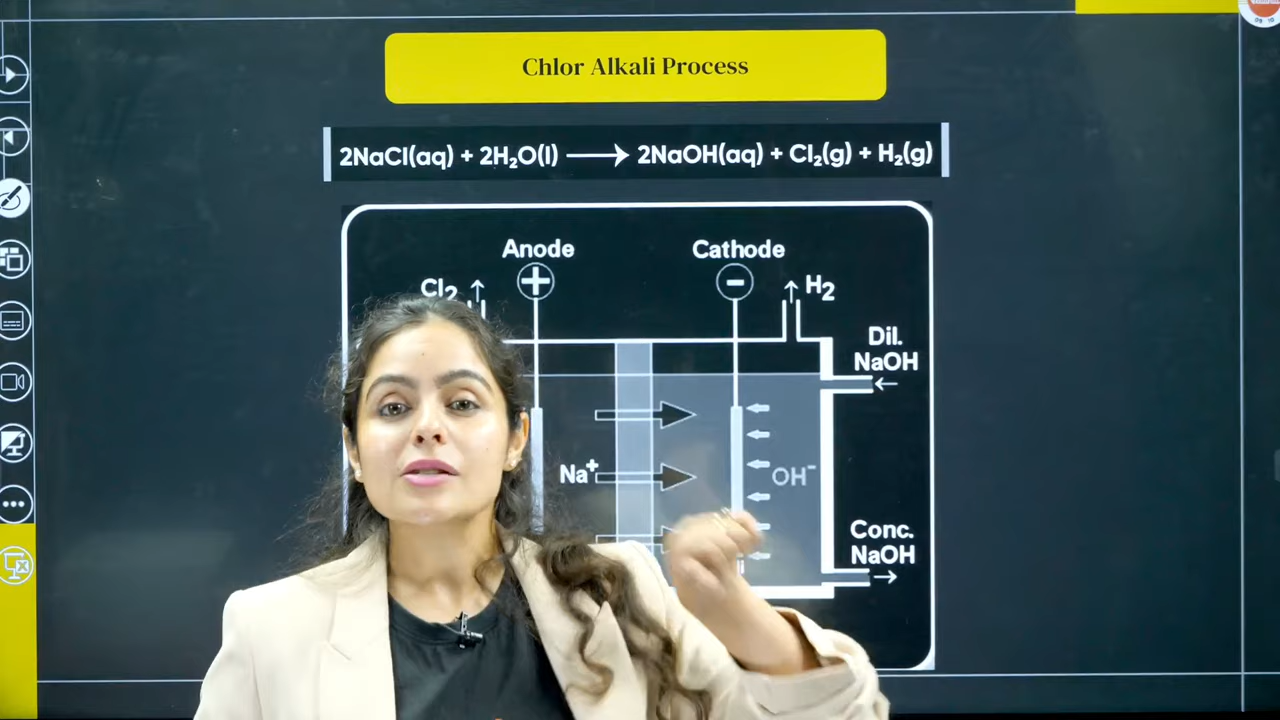 Chlor Alkali Process
2NaCl(aq) + 2H₂O(l) ⟶ 2NaOH(aq) + Cl₂(g) + H₂(g)
Anode
Cathode
Cl₂ ↑
+
−
↑ H₂
Dil.
NaOH
←
Na⁺
OH⁻
Conc.
NaOH
→